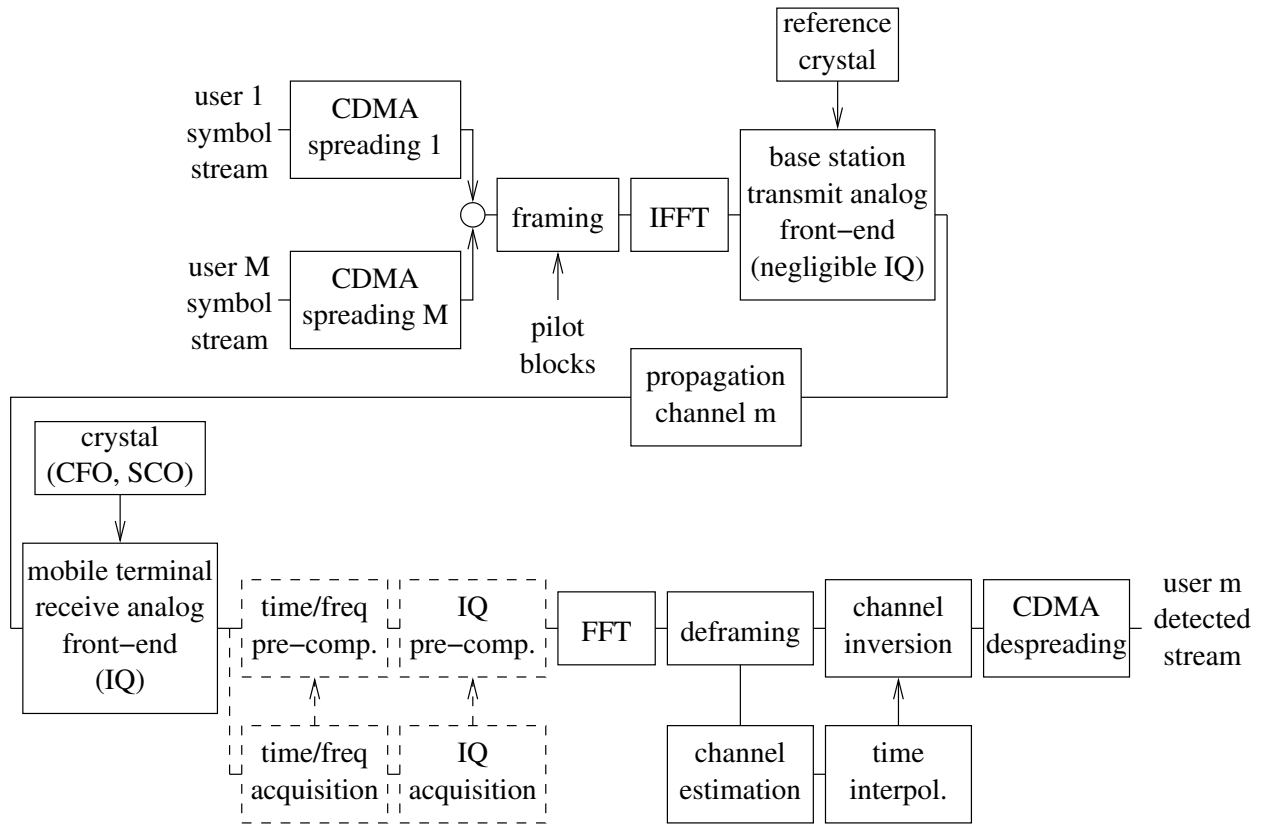 reference
crystal
user 1
symbol
stream
CDMA
spreading 1
user M
symbol
stream
CDMA
spreading M
framing
pilot
blocks
IFFT
base station
transmit analog
front−end
(negligible IQ)
propagation
channel m
crystal
(CFO, SCO)
mobile terminal
receive analog
front−end
(IQ)
time/freq
pre−comp.
IQ
pre−comp.
FFT
deframing
channel
inversion
CDMA
despreading
user m
detected
stream
time/freq
acquisition
IQ
acquisition
channel
estimation
time
interpol.